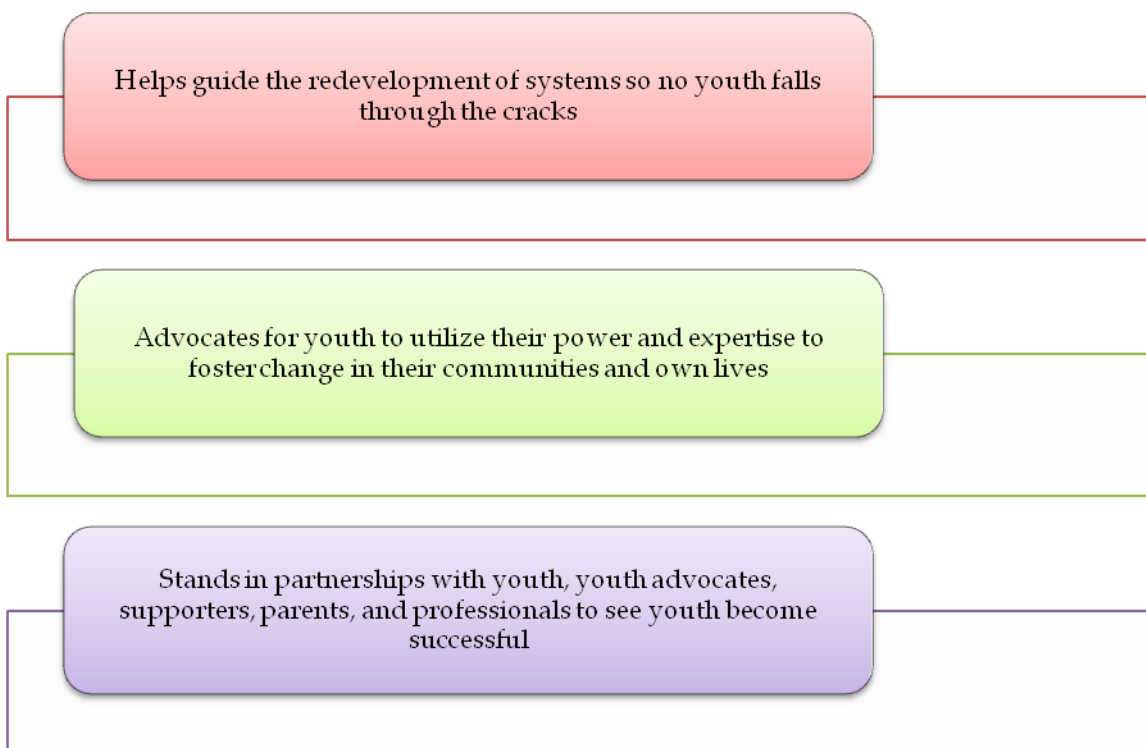 Helps guide the redevelopment of systems so no youth falls
through the cracks
Advocates for youth to utilize their power and expertise to
foster change in their communities and own lives
Stands in partnerships with youth, youth advocates,
supporters, parents, and professionals to see youth become
successful